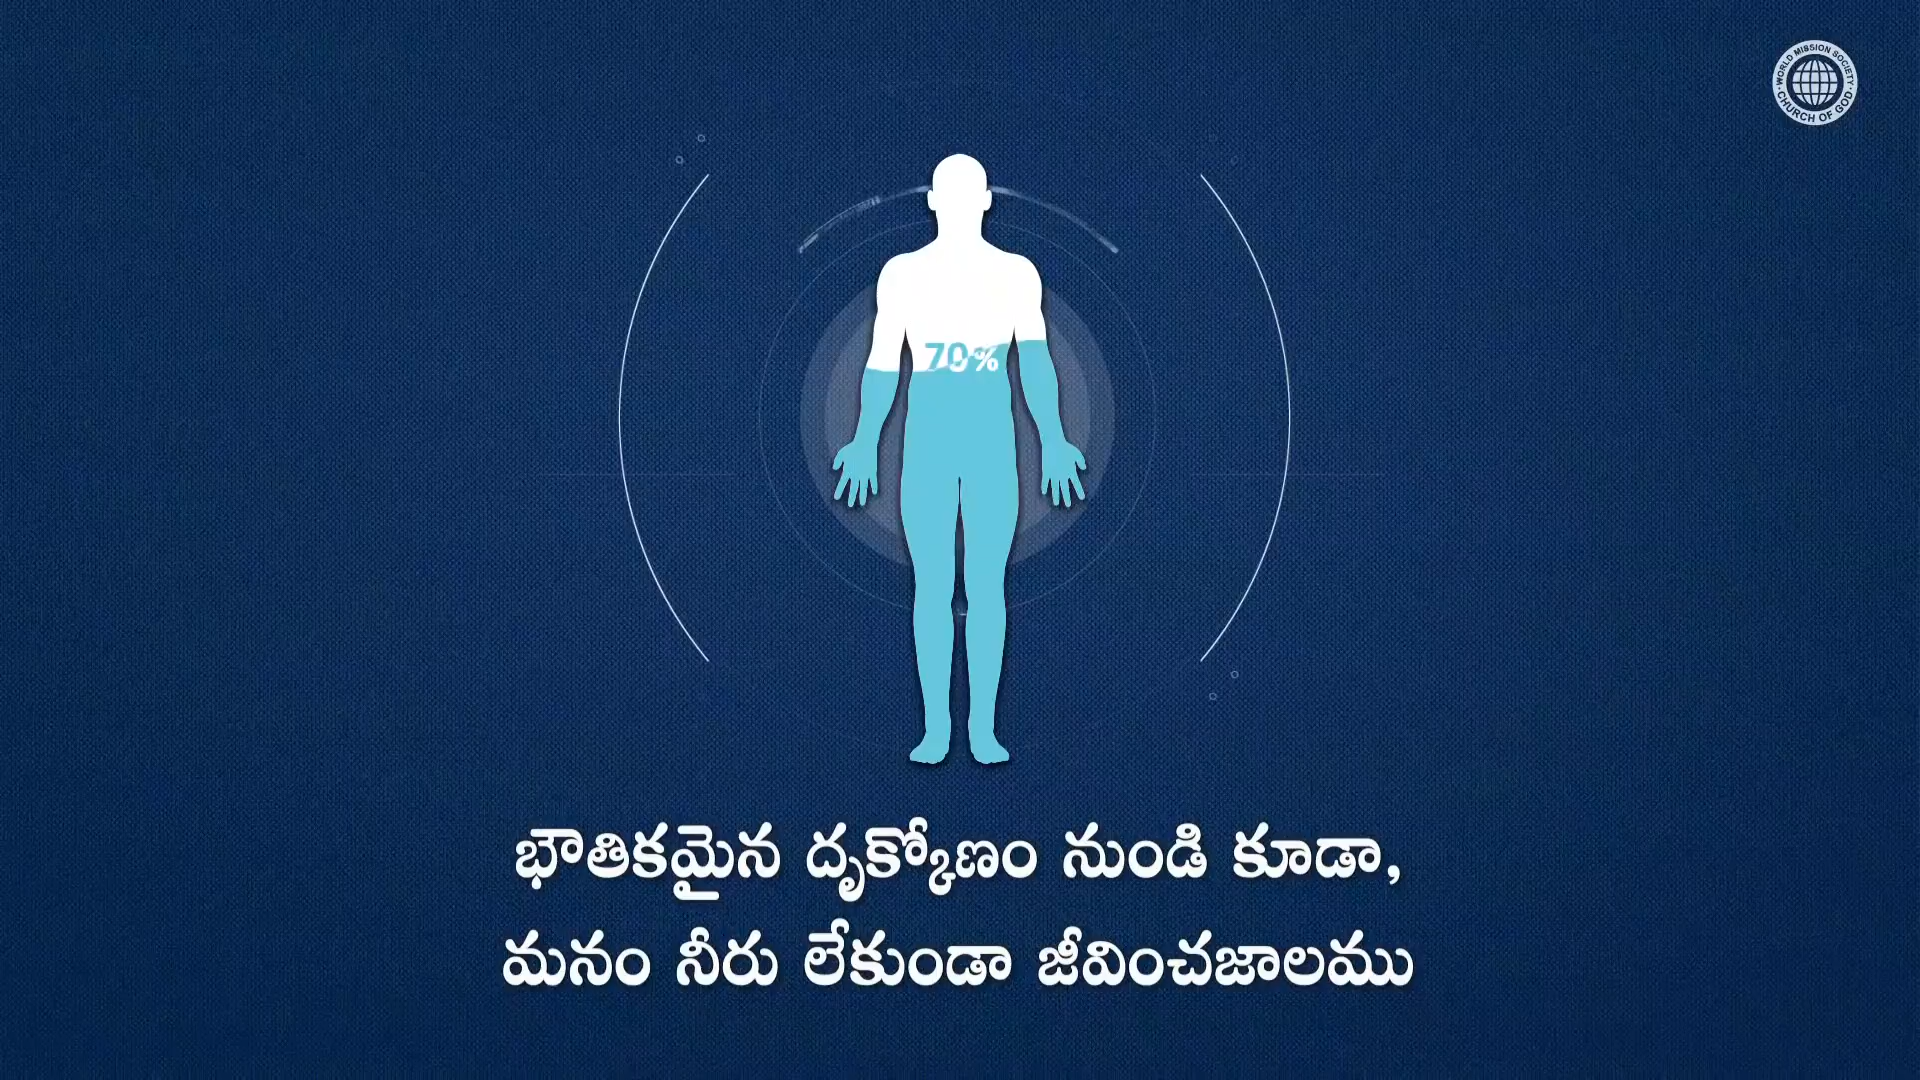 WORLD MISSION SOCIETY
CHURCH OF GOD
70%
భౌతికమైన దృక్కోణం నుండి కూడా,
మనం నీరు లేకుండా జీవించజాలము